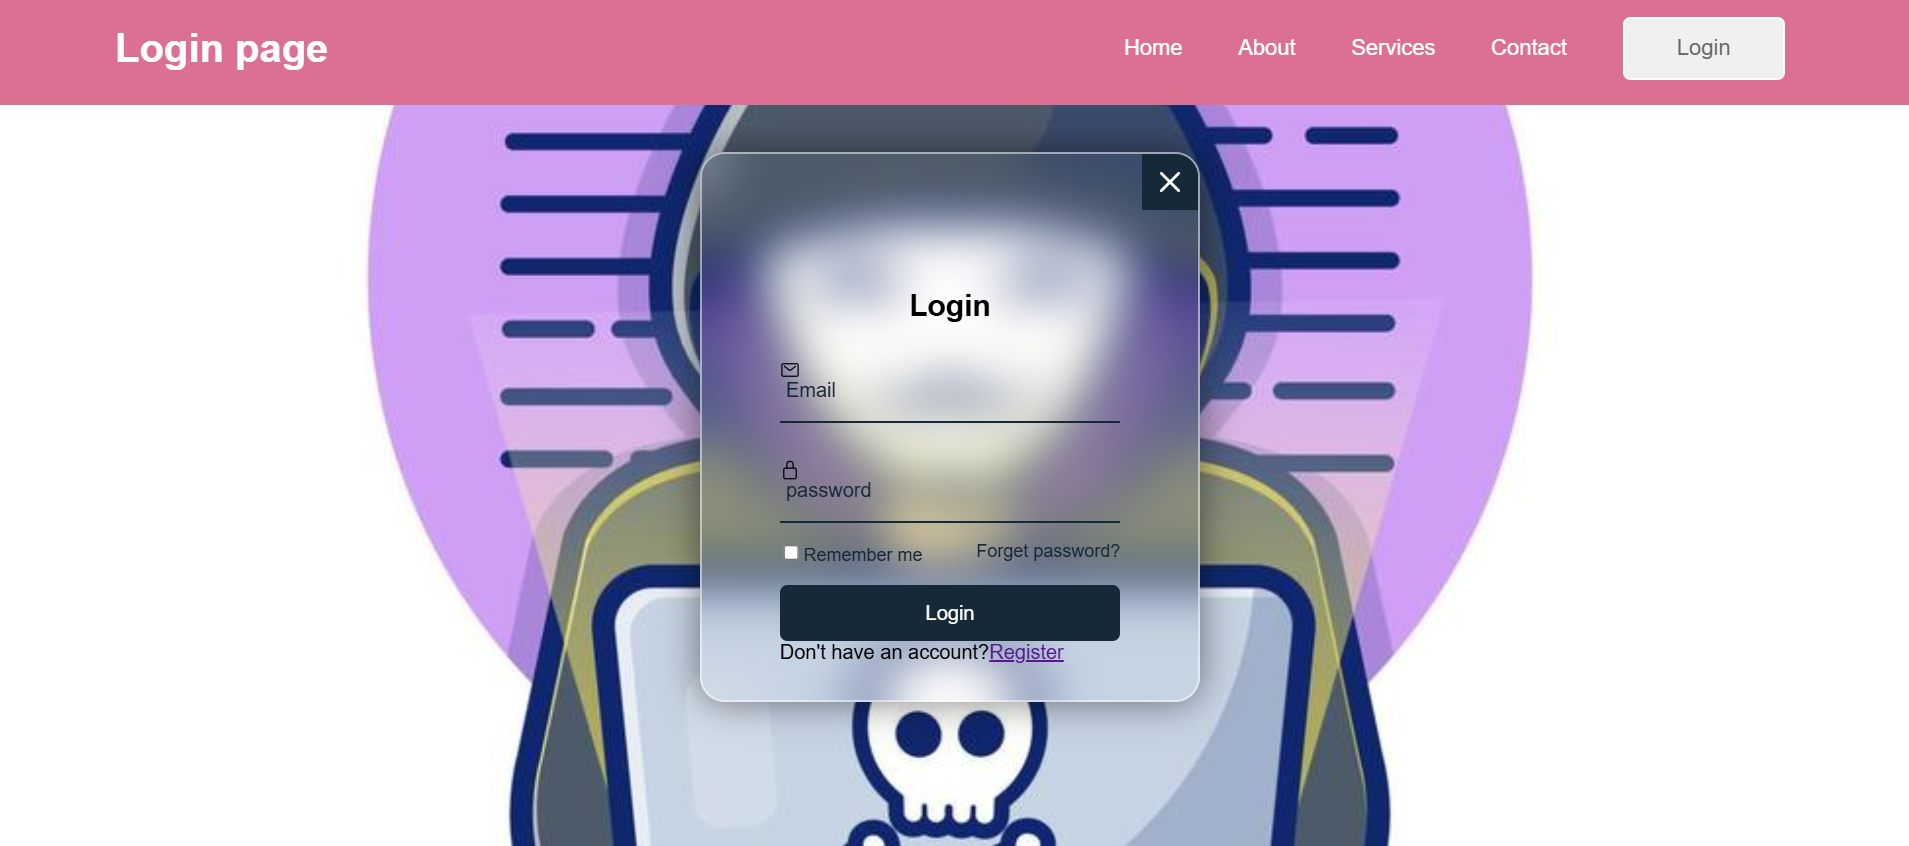 Login page
Home About Services Contact Login
Login
Email
password
Remember me Forget password?
Login
Don't have an account?Register